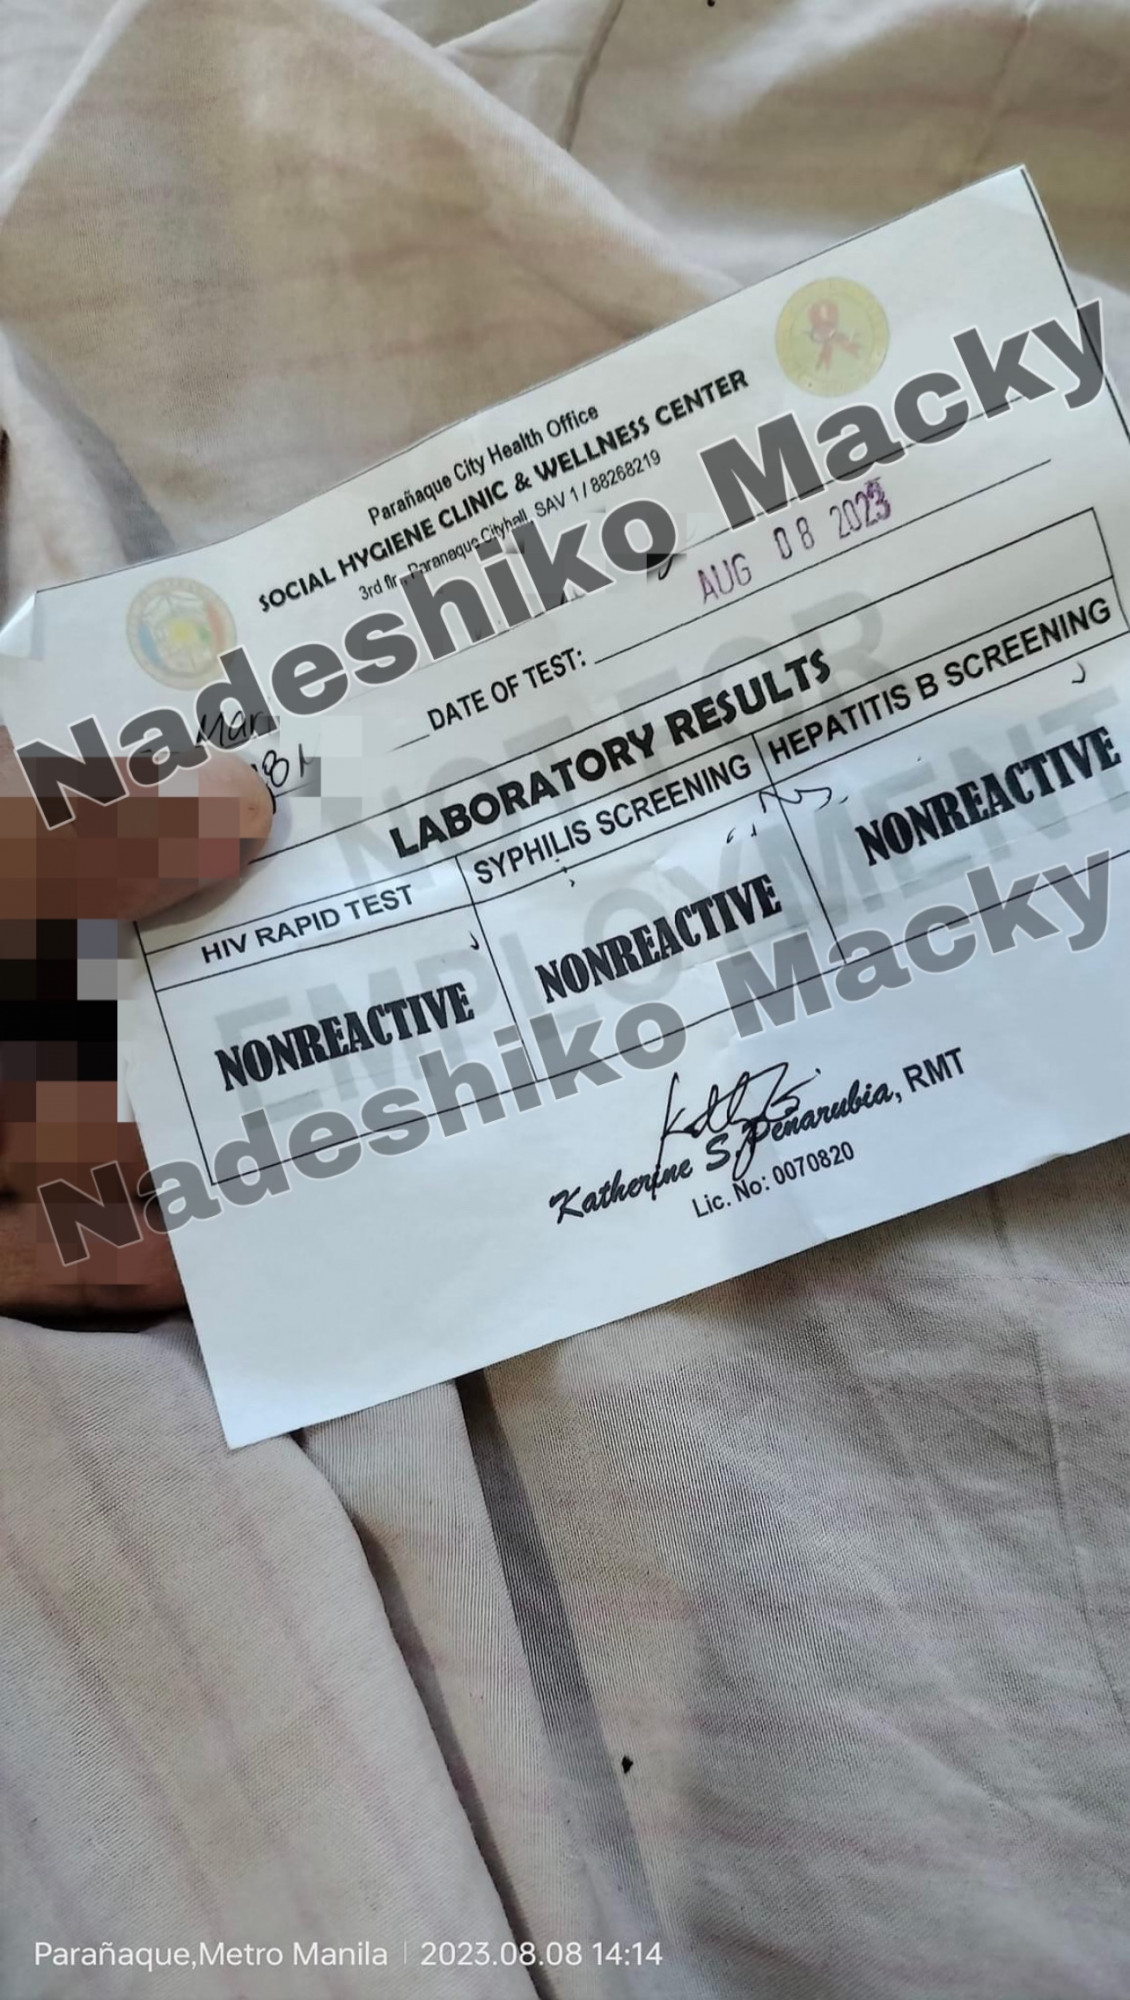 Parañaque City Health Office
SOCIAL HYGIENE CLINIC & WELLNESS CENTER
3rd flr., Paranaque Cityhall, SAV 1 / 88268219
Nadeshiko Macky
DATE OF TEST: AUG 08 2023
NOT FOR
EMPLOYMENT
LABORATORY RESULTS
HIV RAPID TEST SYPHILIS SCREENING HEPATITIS B SCREENING
NONREACTIVE NONREACTIVE NONREACTIVE
Nadeshiko Macky
Katherine S. Penarubia, RMT
Lic. No: 0070820
Parañaque,Metro Manila | 2023.08.08 14:14